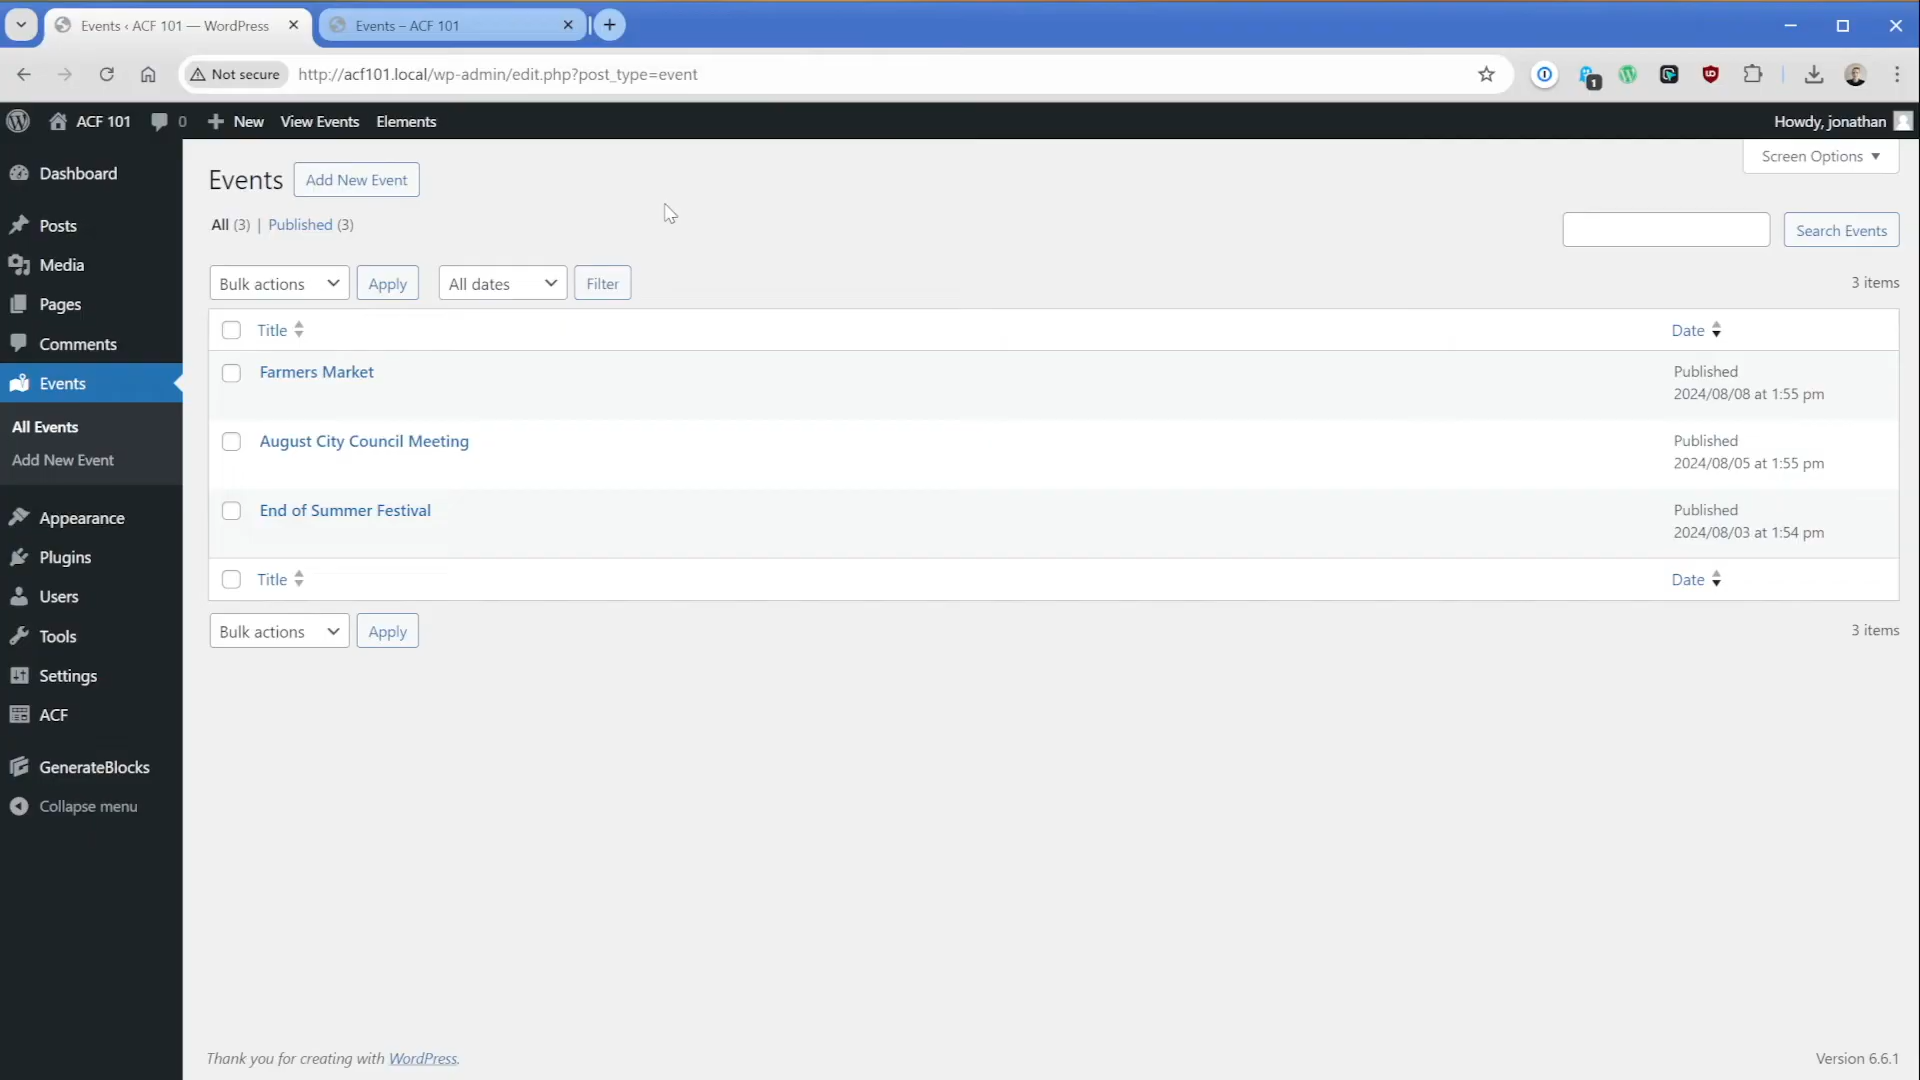 Events ‹ ACF 101 — WordPress
Events – ACF 101
Not secure
http://acf101.local/wp-admin/edit.php?post_type=event
1
ACF 101
0
New
View Events
Elements
Howdy, jonathan
Dashboard
Posts
Media
Pages
Comments
Events
All Events
Add New Event
Appearance
Plugins
Users
Tools
Settings
ACF
GenerateBlocks
Collapse menu
Screen Options
Events
Add New Event
All (3) | Published (3)
Search Events
Bulk actions
Apply
All dates
Filter
3 items
Title
Date
Farmers Market
Published
2024/08/08 at 1:55 pm
August City Council Meeting
Published
2024/08/05 at 1:55 pm
End of Summer Festival
Published
2024/08/03 at 1:54 pm
Title
Date
Bulk actions
Apply
3 items
Thank you for creating with WordPress.
Version 6.6.1